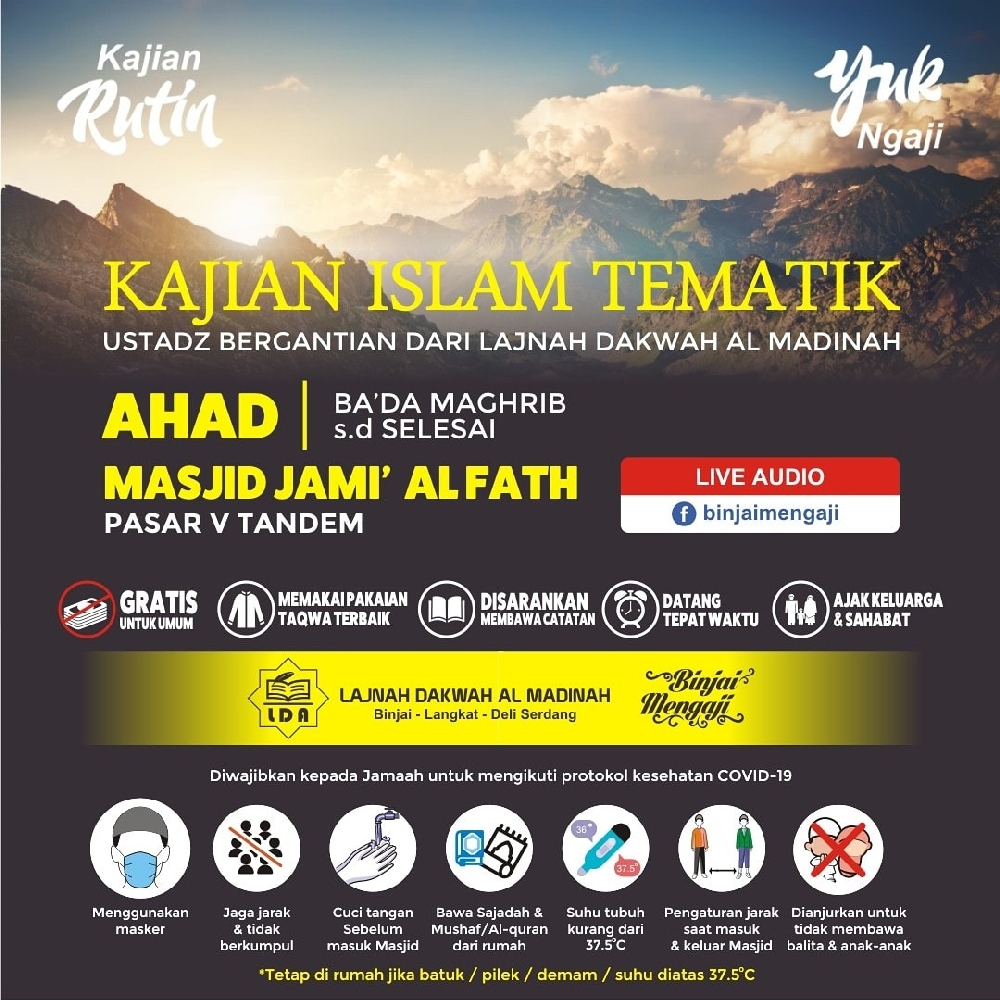 Kajian
Rutin
Yuk
Ngaji
KAJIAN ISLAM TEMATIK
USTADZ BERGANTIAN DARI LAJNAH DAKWAH AL MADINAH
AHAD
BA'DA MAGHRIB
s.d SELESAI
MASJID JAMI' AL FATH
PASAR V TANDEM
LIVE AUDIO
f binjaimengaji
GRATIS
UNTUK UMUM
MEMAKAI PAKAIAN
TAQWA TERBAIK
DISARANKAN
MEMBAWA CATATAN
DATANG
TEPAT WAKTU
AJAK KELUARGA
& SAHABAT
LDA
LAJNAH DAKWAH AL MADINAH
Binjai - Langkat - Deli Serdang
Binjai
Mengaji
Diwajibkan kepada Jamaah untuk mengikuti protokol kesehatan COVID-19
36°
37.5°
Menggunakan
masker
Jaga jarak
& tidak
berkumpul
Cuci tangan
Sebelum
masuk Masjid
Bawa Sajadah &
Mushaf/Al-quran
dari rumah
Suhu tubuh
kurang dari
37.5°C
Pengaturan jarak
saat masuk
& keluar Masjid
Dianjurkan untuk
tidak membawa
balita & anak-anak
*Tetap di rumah jika batuk / pilek / demam / suhu diatas 37.5°C